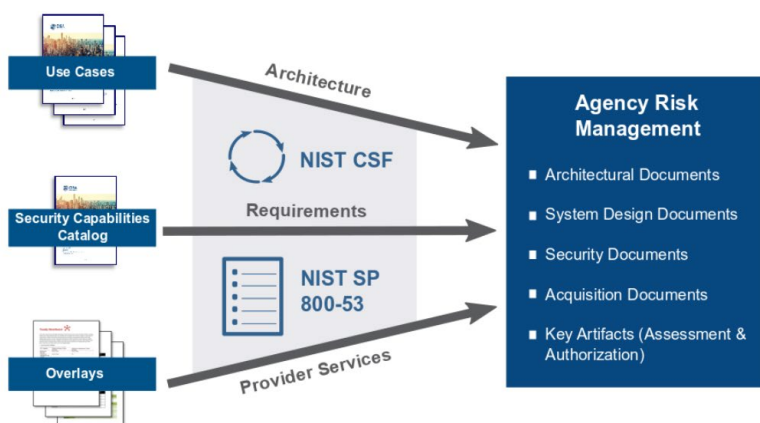 Use Cases
Security Capabilities
Catalog
Overlays
Architecture
NIST CSF
Requirements
NIST SP
800-53
Provider Services
Agency Risk
Management
Architectural Documents
System Design Documents
Security Documents
Acquisition Documents
Key Artifacts (Assessment &
Authorization)